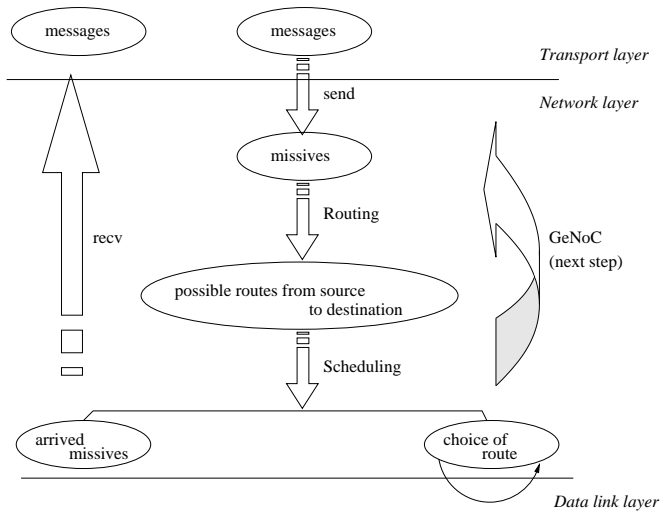 messages
messages
Transport layer
send
Network layer
missives
Routing
recv
GeNoC
(next step)
possible routes from source
to destination
Scheduling
arrived
missives
choice of
route
Data link layer